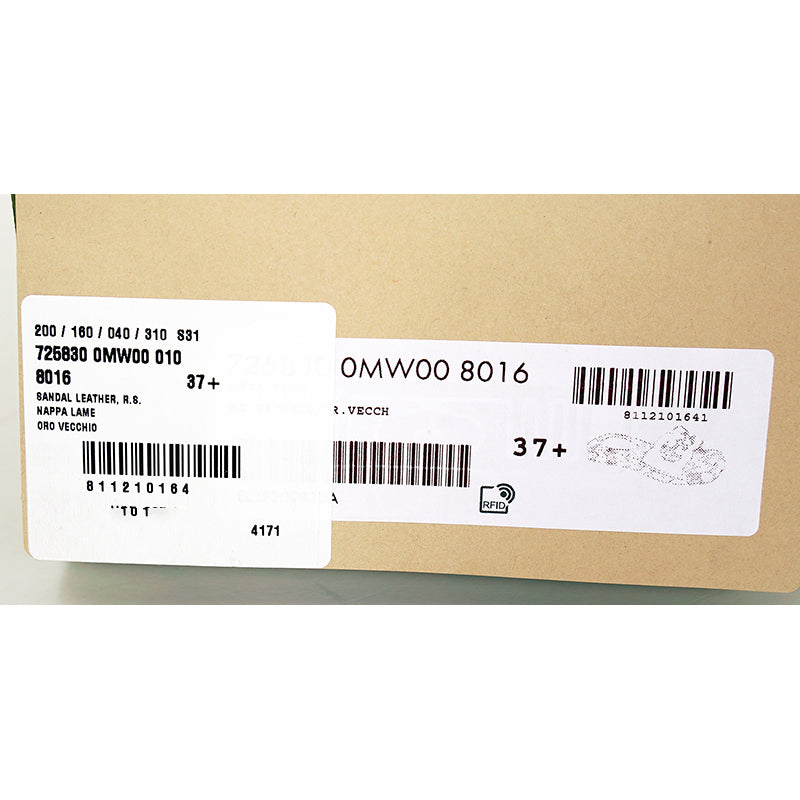 200 / 160 / 040 / 310 S31
725830 0MW00 010
8016 37+
SANDAL LEATHER, R.S.
NAPPA LAME
ORO VECCHIO
811210164
4171
0MW00 8016
R.VECCH
8112101641
37+
A
RFID